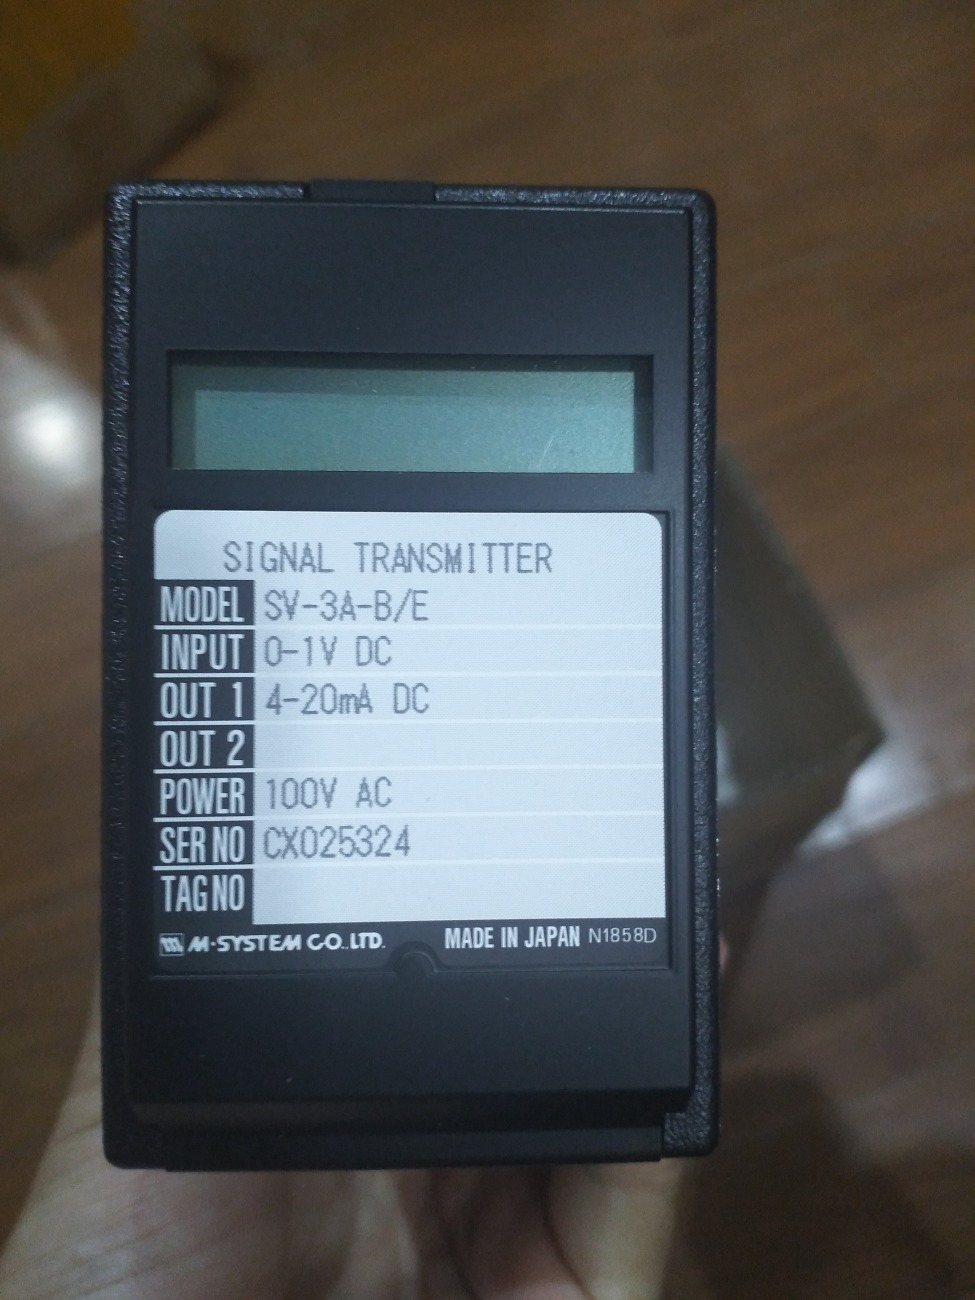 SIGNAL TRANSMITTER
MODEL SV-3A-B/E
INPUT 0-1V DC
OUT 1 4-20mA DC
OUT 2
POWER 100V AC
SER NO CX025324
TAG NO
M-SYSTEM CO.,LTD. MADE IN JAPAN N1858D